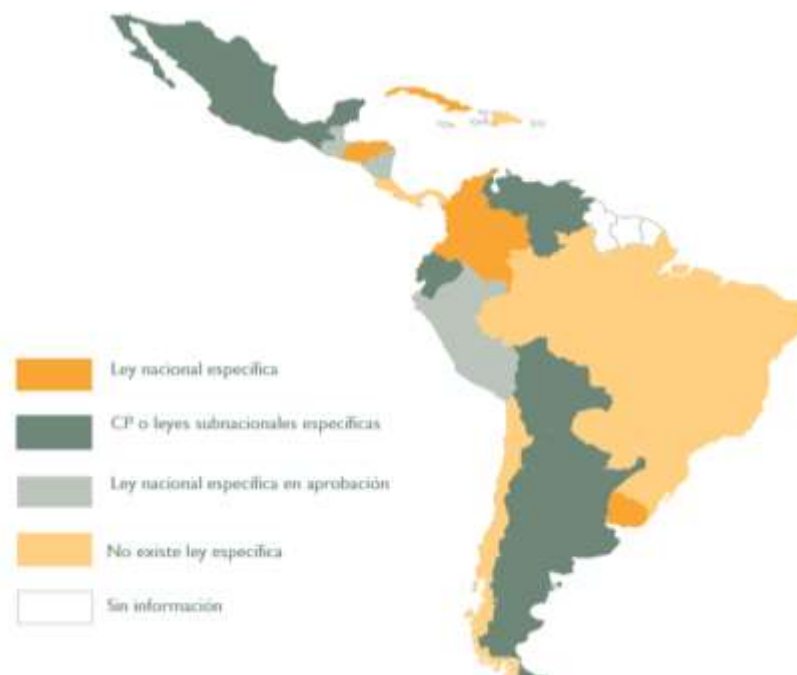 Ley nacional específica
CP o leyes subnacionales específicas
Ley nacional específica en aprobación
No existe ley específica
Sin información